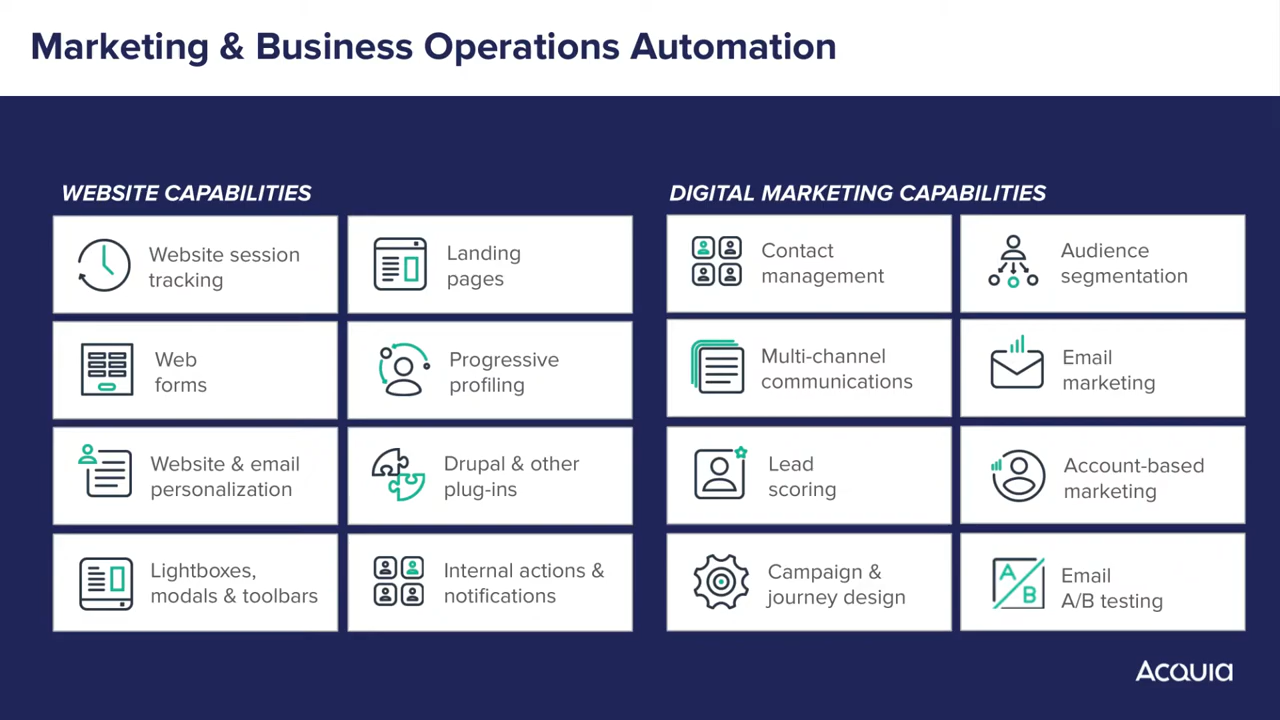 Marketing & Business Operations Automation
WEBSITE CAPABILITIES
Website session
tracking
Landing
pages
Web
forms
Progressive
profiling
Website & email
personalization
Drupal & other
plug-ins
Lightboxes,
modals & toolbars
Internal actions &
notifications
DIGITAL MARKETING CAPABILITIES
Contact
management
Audience
segmentation
Multi-channel
communications
Email
marketing
Lead
scoring
Account-based
marketing
Campaign &
journey design
A
B
Email
A/B testing
ACQUIA